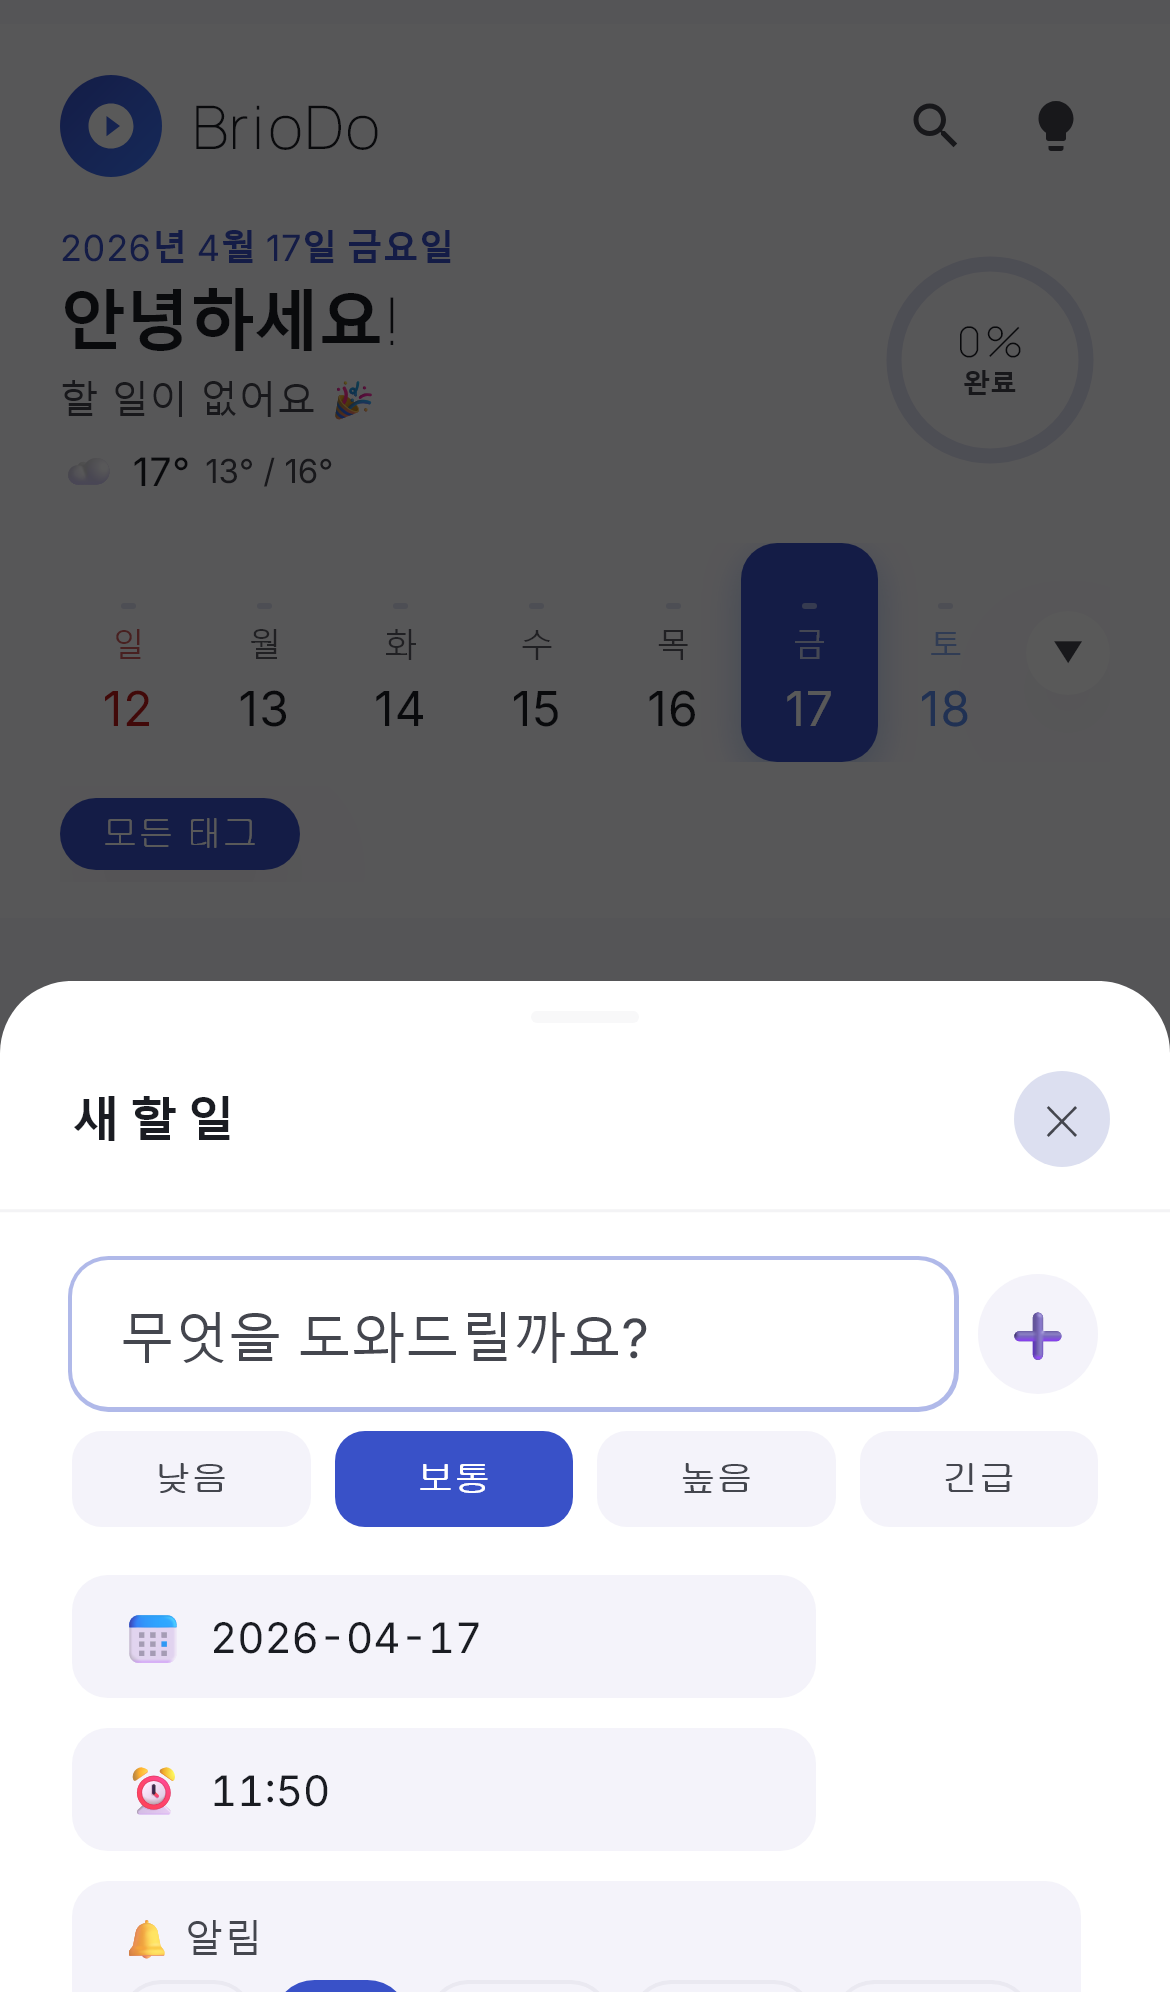 BrioDo
2026년 4월 17일 금요일
안녕하세요!
할 일이 없어요 🎉
0%
완료
17° 13° / 16°
일 월 화 수 목 금 토
12 13 14 15 16 17 18
모든 태그
새 할 일
무엇을 도와드릴까요?
낮음 보통 높음 긴급
2026-04-17
11:50
알림